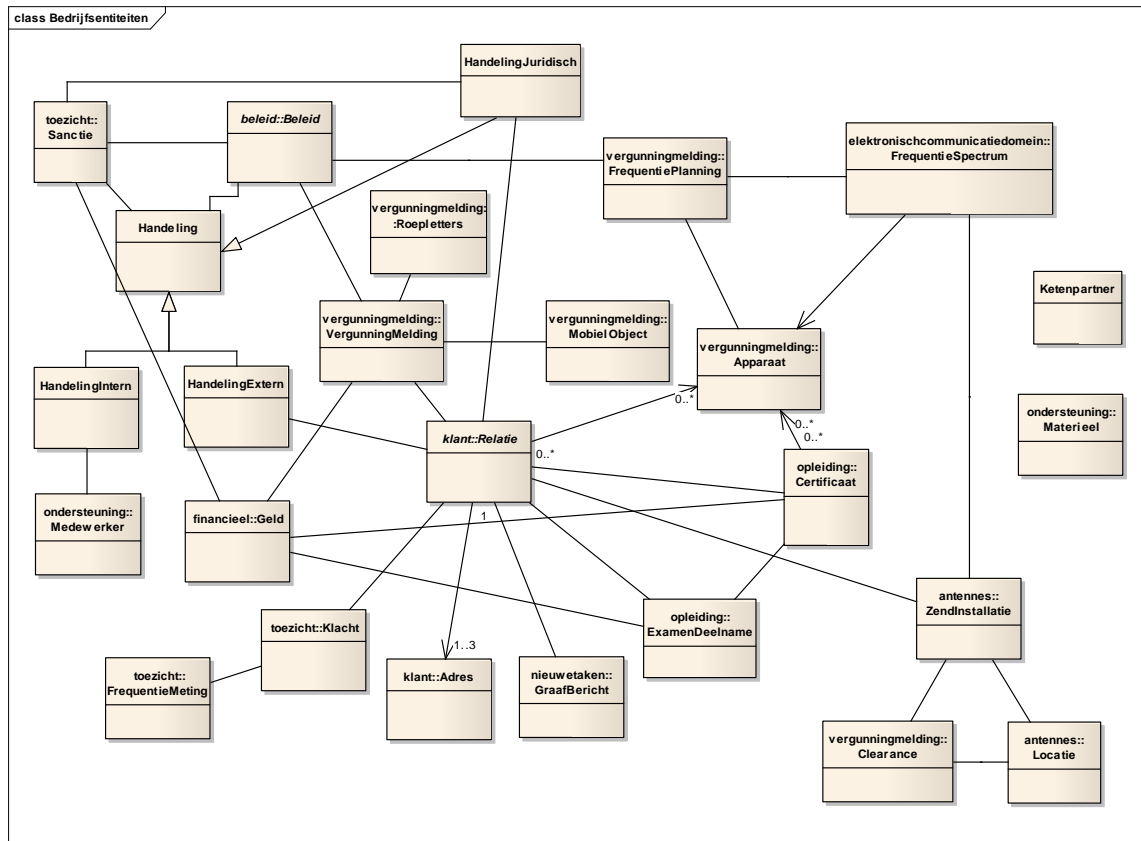 class Bedrijfsentiteiten
HandelingJuridisch
toezicht::
Sanctie
beleid::Beleid
vergunningmelding::
FrequentiePlanning
elektronischcommunicatiedomein::
FrequentieSpectrum
vergunningmelding:
:Roepletters
Handeling
Ketenpartner
vergunningmelding::
VergunningMelding
vergunningmelding::
MobielObject
vergunningmelding::
Apparaat
HandelingIntern
HandelingExtern
0..*
ondersteuning::
Materieel
klant::Relatie
0..*
0..*
0..*
opleiding::
Certificaat
ondersteuning::
Medewerker
financieel::Geld
1
antennes::
ZendInstallatie
toezicht::Klacht
opleiding::
ExamenDeelname
1..3
toezicht::
FrequentieMeting
klant::Adres
nieuwetaken::
GraafBericht
vergunningmelding::
Clearance
antennes::
Locatie